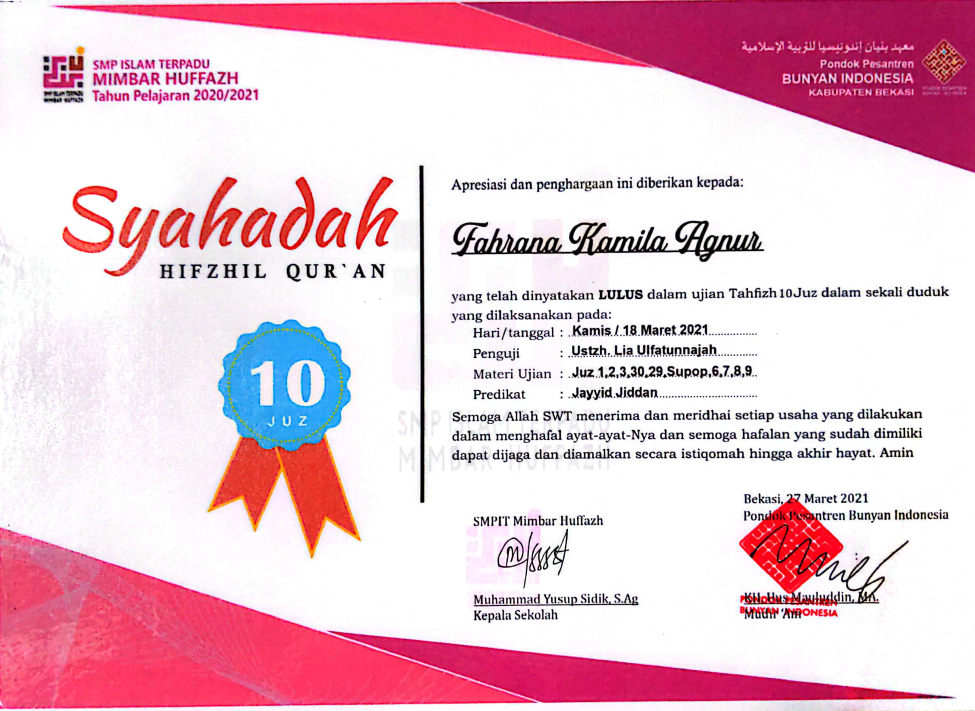 SMP ISLAM TERPADU
MIMBAR HUFFAZH
Tahun Pelajaran 2020/2021
SMP ISLAM TERPADU
MIMBAR HUFFAZH
معهد بنيان إندونيسيا للتربية الإسلامية
Pondok Pesantren
BUNYAN INDONESIA
KABUPATEN BEKASI
PONDOK PESANTREN
BUNYAN INDONESIA
Syahadah
HIFZHIL QUR`AN
10
JUZ
Apresiasi dan penghargaan ini diberikan kepada:
Fahrana Kamila Agnur
yang telah dinyatakan LULUS dalam ujian Tahfizh 10 Juz dalam sekali duduk
yang dilaksanakan pada:
Hari/tanggal : Kamis / 18 Maret 2021
Penguji : Ustzh. Lia Ulfatunnajah
Materi Ujian : Juz 1,2,3,30,29,Supop,6,7,8,9
Predikat : Jayyid Jiddan
Semoga Allah SWT menerima dan meridhai setiap usaha yang dilakukan
dalam menghafal ayat-ayat-Nya dan semoga hafalan yang sudah dimiliki
dapat dijaga dan diamalkan secara istiqomah hingga akhir hayat. Amin
SMP ISLAM TERPADU
MIMBAR HUFFAZH
SMPIT Mimbar Huffazh
Muhammad Yusup Sidik, S.Ag
Kepala Sekolah
Bekasi, 27 Maret 2021
Pondok Pesantren Bunyan Indonesia
KH. Hus Mauluddin, MA.
Mudir 'Am
PONDOK PESANTREN
BUNYAN INDONESIA